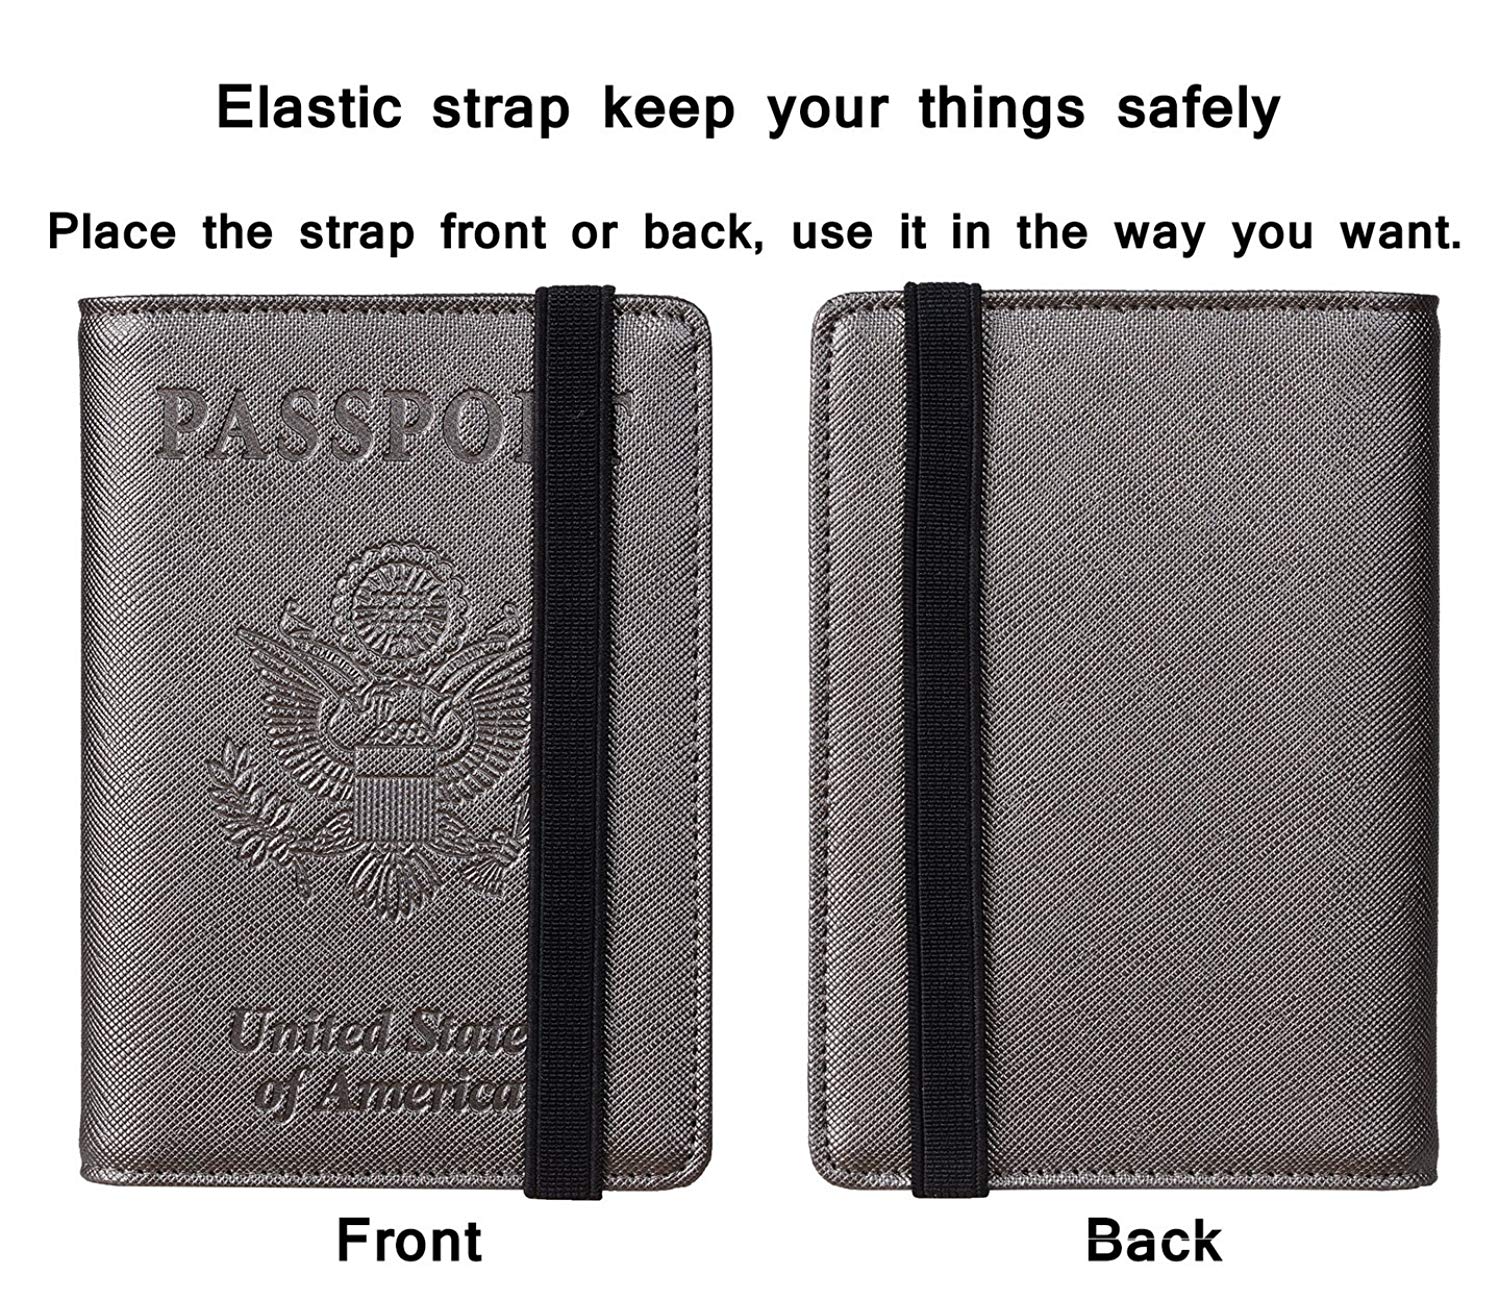 Elastic strap keep your things safely
Place the strap front or back, use it in the way you want.
PASSPO
United State
of America
Front
Back